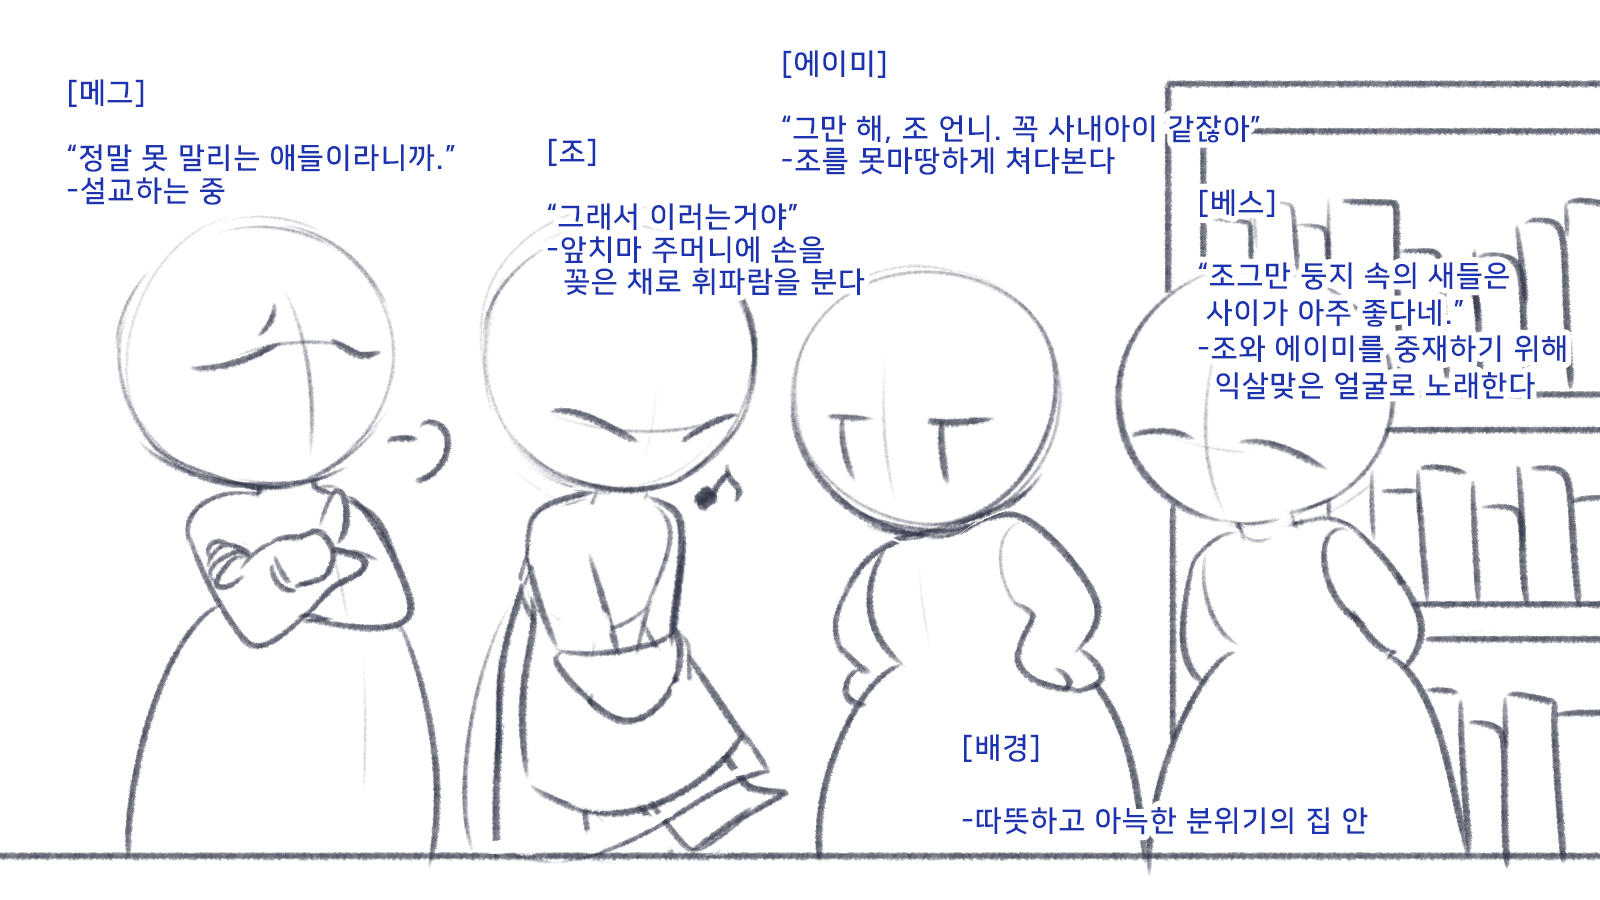 [메그]
“정말 못 말리는 애들이라니까.”
-설교하는 중
[조]
“그래서 이러는거야”
-앞치마 주머니에 손을
꽂은 채로 휘파람을 분다
[에이미]
“그만 해, 조 언니. 꼭 사내아이 같잖아”
-조를 못마땅하게 쳐다본다
[베스]
“조그만 둥지 속의 새들은
사이가 아주 좋다네.”
-조와 에이미를 중재하기 위해
익살맞은 얼굴로 노래한다
[배경]
-따뜻하고 아늑한 분위기의 집 안